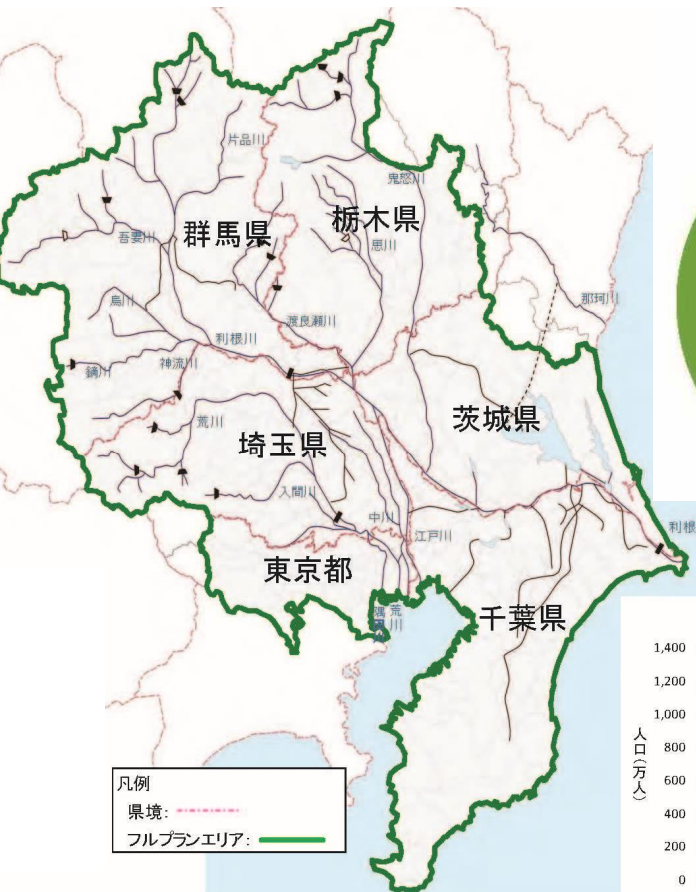 片品川
鬼怒川
群馬県
栃木県
思川
吾妻川
那珂川
烏川
渡良瀬川
利根川
鏑川
神流川
荒川
茨城県
埼玉県
入間川
中川
江戸川
利根
東京都
荒川
千葉県
1,400
1,200
1,000
800
600
400
200
0
人口(万人)
凡例
県境:
フルプランエリア: